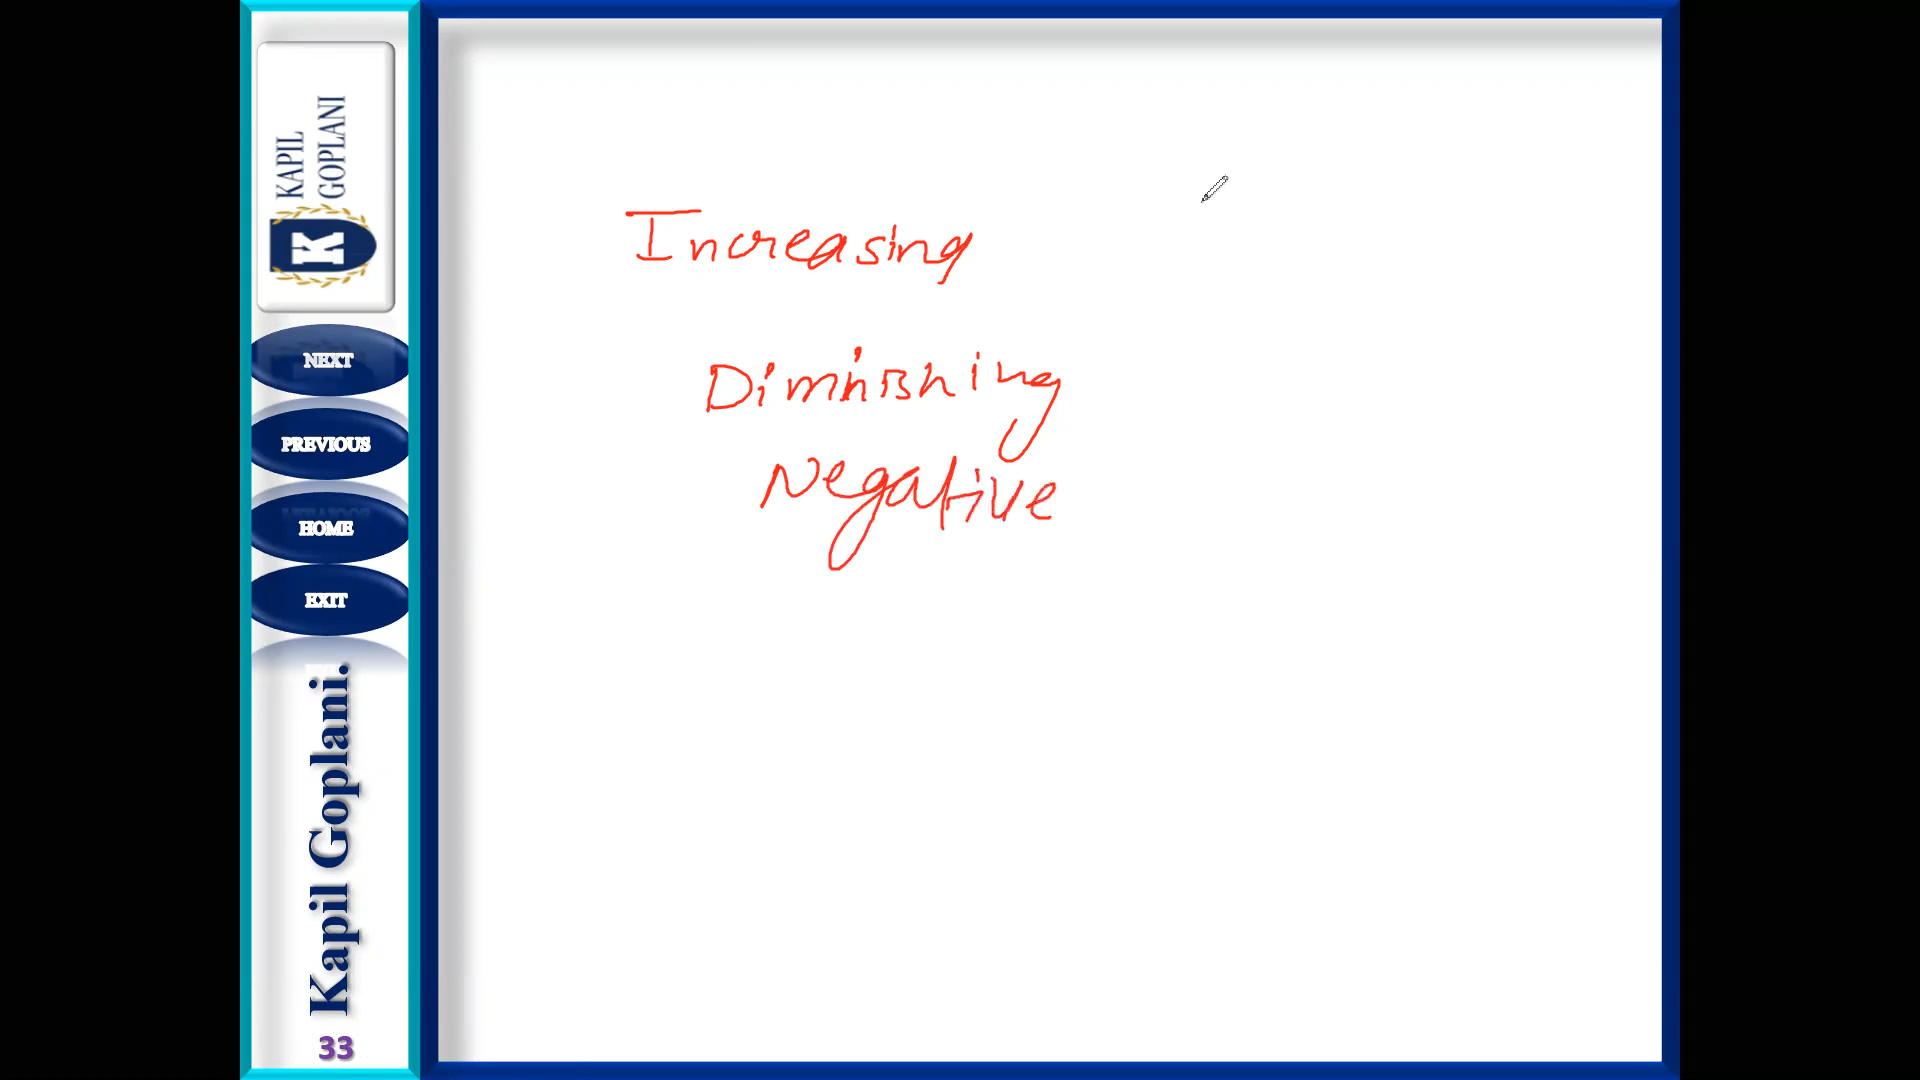 KAPIL
GOPLANI
K
NEXT
PREVIOUS
HOME
EXIT
Kapil Goplani.
33
Increasing
Diminishing
Negative